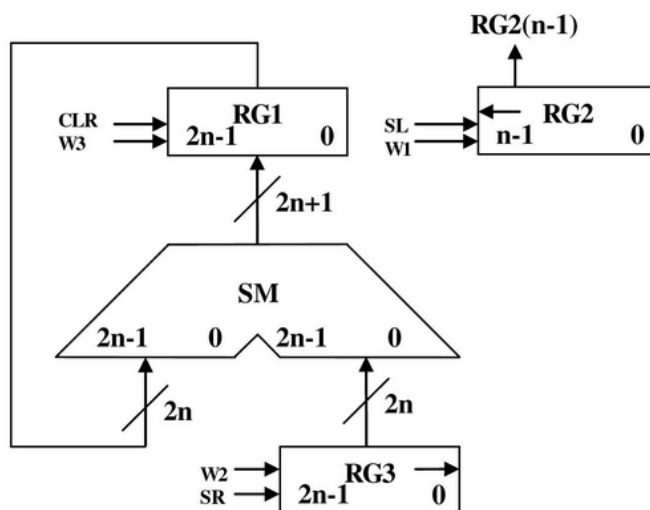 RG2(n-1)
CLR
W3
RG1
2n-1 0
SL
W1
RG2
n-1 0
2n+1
SM
2n-1 0 2n-1 0
2n
2n
W2
SR
RG3
2n-1 0